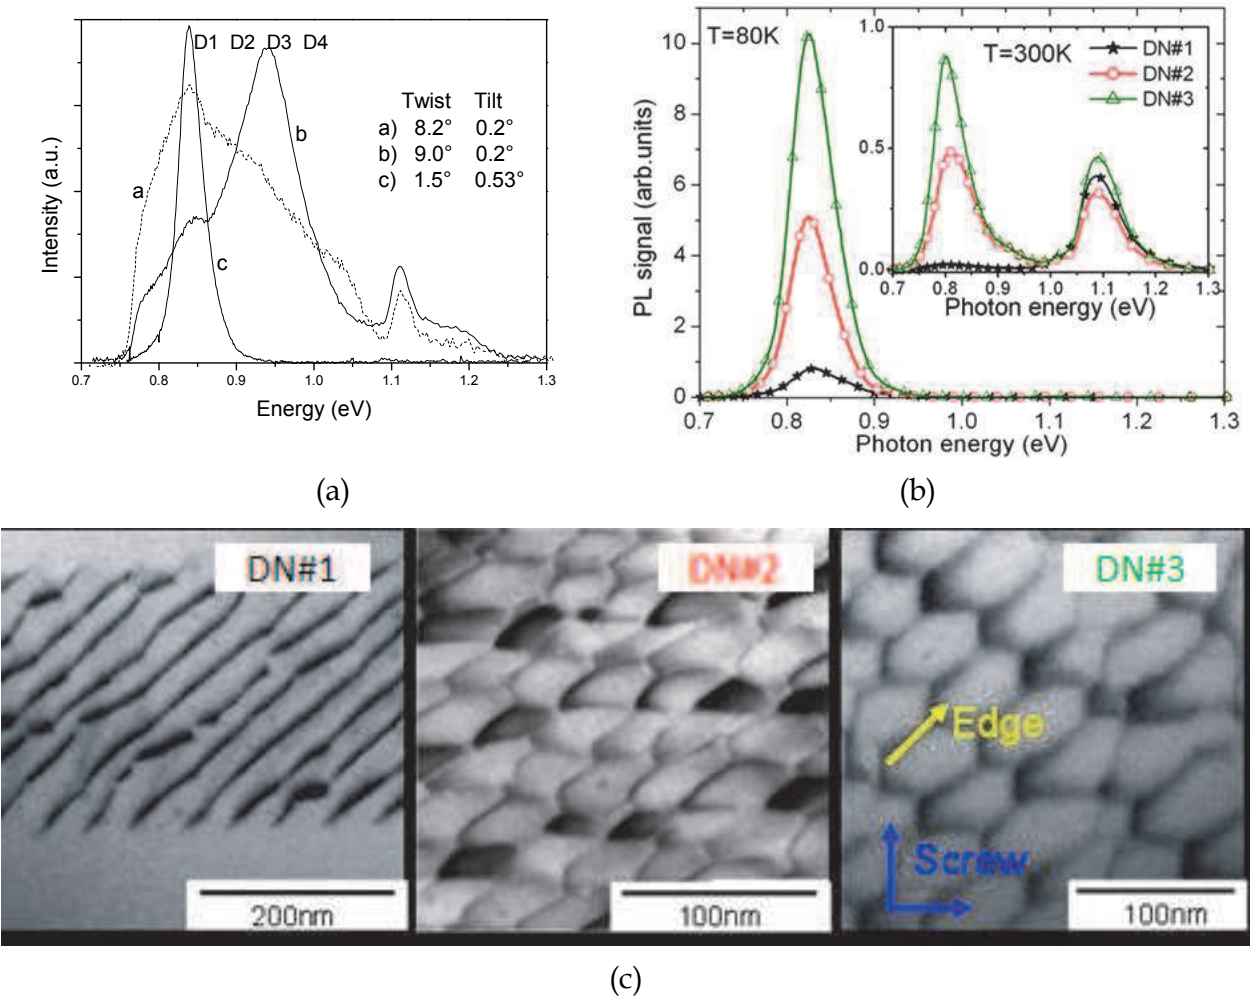 D1 D2 D3 D4
Twist Tilt
a) 8.2° 0.2°
b) 9.0° 0.2°
c) 1.5° 0.53°
a
b
c
Intensity (a.u.)
0.7 0.8 0.9 1.0 1.1 1.2 1.3
Energy (eV)
(a)
T=80K
10
8
6
4
2
0
PL signal (arb.units)
0.7 0.8 0.9 1.0 1.1 1.2 1.3
Photon energy (eV)
1.0
0.5
0.0
T=300K
DN#1
DN#2
DN#3
0.7 0.8 0.9 1.0 1.1 1.2 1.3
Photon energy (eV)
(b)
DN#1
200nm
DN#2
100nm
DN#3
Edge
Screw
100nm
(c)